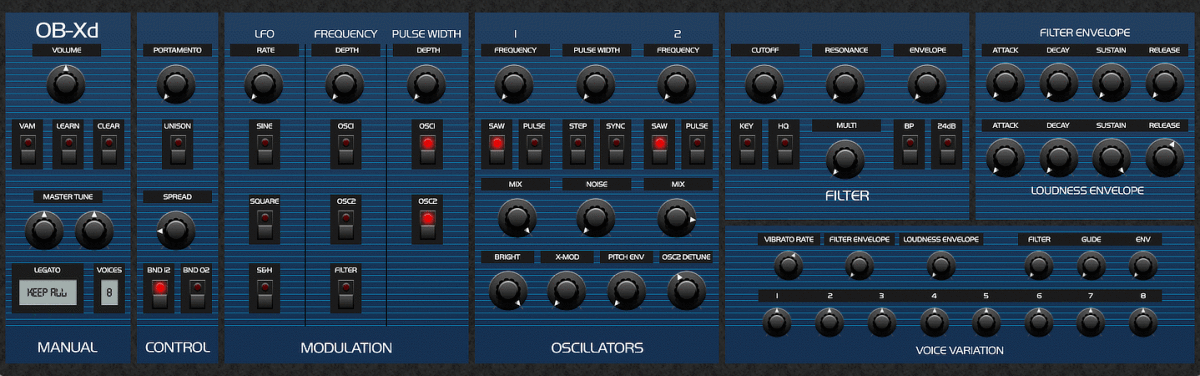 OB-Xd
VOLUME
VAM LEARN CLEAR
MASTER TUNE
LEGATO VOICES
KEEP ALL 8
MANUAL
PORTAMENTO
UNISON
SPREAD
BND 12 BND O2
CONTROL
LFO FREQUENCY PULSE WIDTH
RATE DEPTH DEPTH
SINE OSC1 OSC1
SQUARE OSC2 OSC2
S&H FILTER
MODULATION
1 2
FREQUENCY PULSE WIDTH FREQUENCY
SAW PULSE STEP SYNC SAW PULSE
MIX NOISE MIX
BRIGHT X-MOD PITCH ENV OSC2 DETUNE
OSCILLATORS
CUTOFF RESONANCE ENVELOPE
KEY HQ MULTI BP 24dB
FILTER
FILTER ENVELOPE
ATTACK DECAY SUSTAIN RELEASE
ATTACK DECAY SUSTAIN RELEASE
LOUDNESS ENVELOPE
VIBRATO RATE FILTER ENVELOPE LOUDNESS ENVELOPE FILTER GLIDE ENV
1 2 3 4 5 6 7 8
VOICE VARIATION